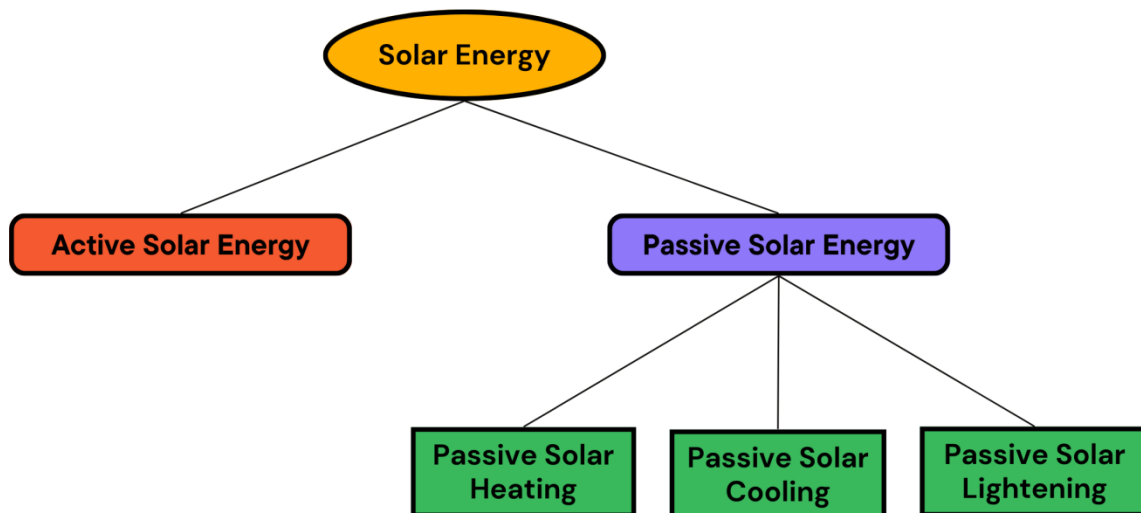 Solar Energy
Active Solar Energy
Passive Solar Energy
Passive Solar
Heating
Passive Solar
Cooling
Passive Solar
Lightening